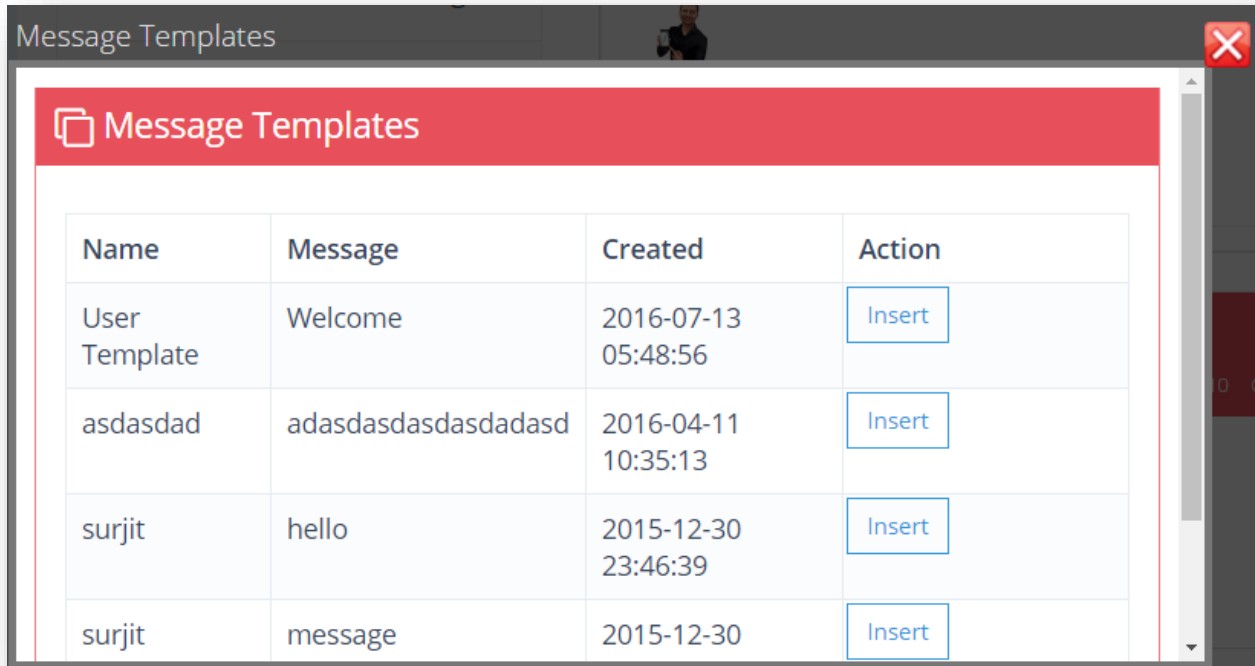 Message Templates
Message Templates
Name Message Created Action
User Template Welcome 2016-07-13 05:48:56 Insert
asdasdad adasdasdasdasdadasd 2016-04-11 10:35:13 Insert
surjit hello 2015-12-30 23:46:39 Insert
surjit message 2015-12-30 Insert
10